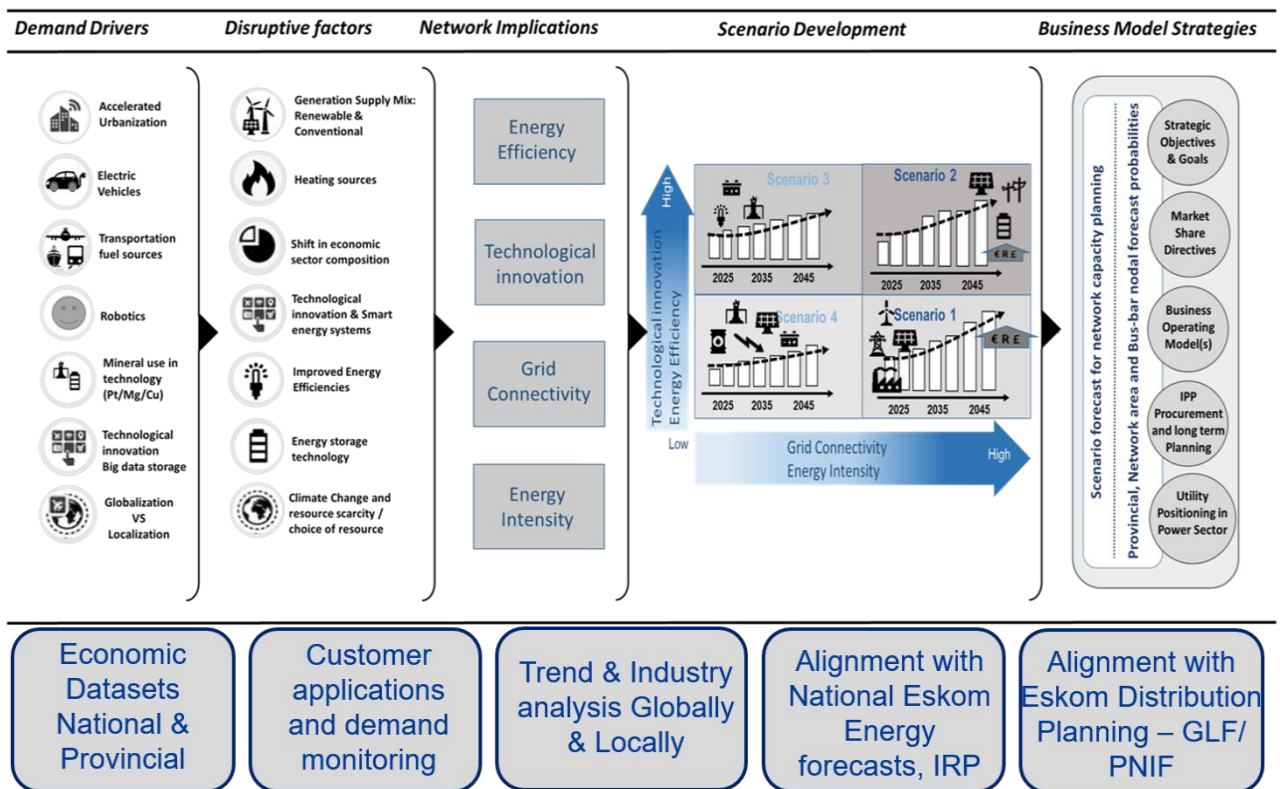 Demand Drivers
Disruptive factors
Network Implications
Scenario Development
Business Model Strategies
Accelerated
Urbanization
Electric
Vehicles
Transportation
fuel sources
Robotics
Mineral use in
technology
(Pt/Mg/Cu)
Technological
innovation
Big data storage
Globalization
VS
Localization
Generation Supply Mix:
Renewable &
Conventional
Heating sources
Shift in economic
sector composition
Technological
innovation & Smart
energy systems
Improved Energy
Efficiencies
Energy storage
technology
Climate Change and
resource scarcity /
choice of resource
Energy
Efficiency
Technological
innovation
Grid
Connectivity
Energy
Intensity
High
Technological innovation
Energy Efficiency
Low
Scenario 3
2025 2035 2045
Scenario 2
€ R £
2025 2035 2045
Scenario 4
2025 2035 2045
Scenario 1
€ R £
2025 2035 2045
Grid Connectivity
Energy Intensity
High
Scenario forecast for network capacity planning
Provincial, Network area and Bus-bar nodal forecast probabilities
Strategic
Objectives
& Goals
Market
Share
Directives
Business
Operating
Model(s)
IPP
Procurement
and long term
Planning
Utility
Positioning in
Power Sector
Economic
Datasets
National &
Provincial
Customer
applications
and demand
monitoring
Trend & Industry
analysis Globally
& Locally
Alignment with
National Eskom
Energy
forecasts, IRP
Alignment with
Eskom Distribution
Planning – GLF/
PNIF